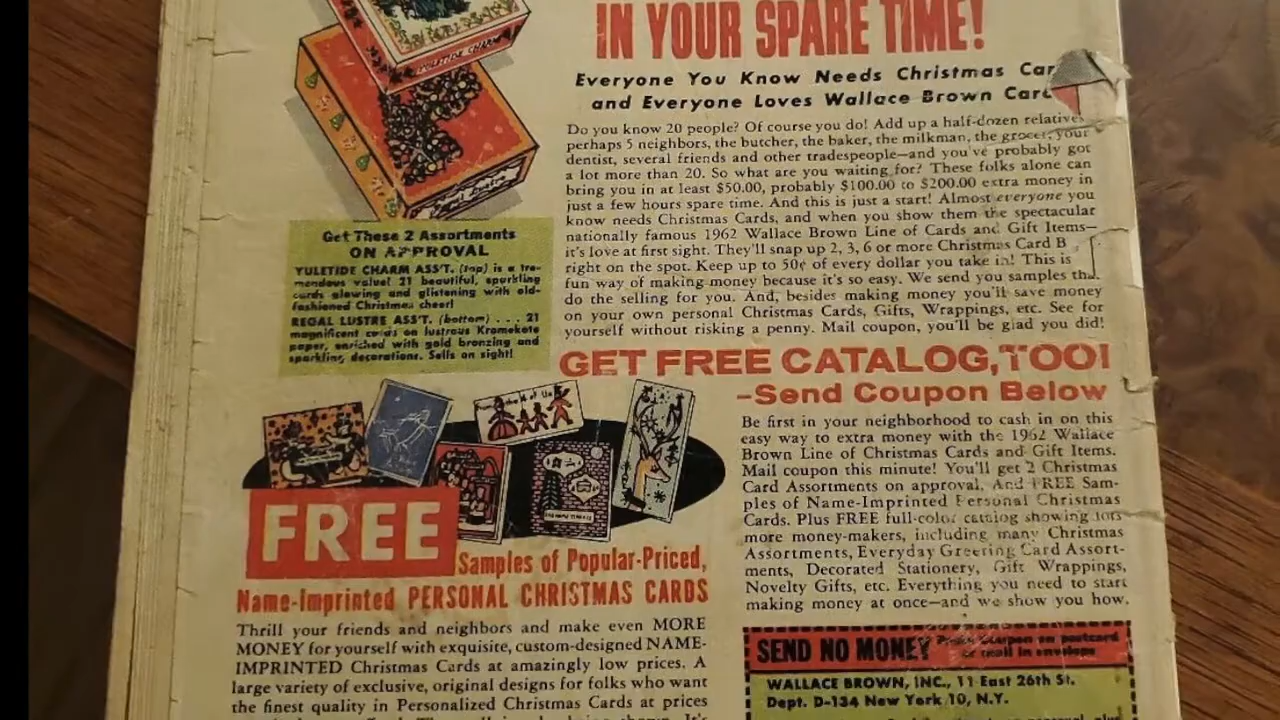 YULETIDE CHARM
IN YOUR SPARE TIME!
Everyone You Know Needs Christmas Car
and Everyone Loves Wallace Brown Card
Do you know 20 people? Of course you do! Add up a half-dozen relatives
perhaps 5 neighbors, the butcher, the baker, the milkman, the grocer, your
dentist, several friends and other tradespeople—and you've probably got
a lot more than 20. So what are you waiting for? These folks alone can
bring you in at least $50.00, probably $100.00 to $200.00 extra money in
just a few hours spare time. And this is just a start! Almost everyone you
know needs Christmas Cards, and when you show them the spectacular
nationally famous 1962 Wallace Brown Line of Cards and Gift Items—
it's love at first sight. They'll snap up 2, 3, 6 or more Christmas Card B
right on the spot. Keep up to 50¢ of every dollar you take in! This is
fun way of making money because it's so easy. We send you samples that
do the selling for you. And, besides making money you'll save money
on your own personal Christmas Cards, Gifts, Wrappings, etc. See for
yourself without risking a penny. Mail coupon, you'll be glad you did!
Get These 2 Assortments
ON APPROVAL
YULETIDE CHARM ASS'T. (top) is a tre-
mendous value! 21 beautiful, sparkling
cards glowing and glistening with old-
fashioned Christmas cheer!
REGAL LUSTRE ASS'T. (bottom) . . . 21
magnificent cards on lustrous Kromekote
paper, enriched with gold bronzing and
sparkling, decorations. Sells on sight!
GET FREE CATALOG, TOO!
–Send Coupon Below
Be first in your neighborhood to cash in on this
easy way to extra money with the 1962 Wallace
Brown Line of Christmas Cards and Gift Items.
Mail coupon this minute! You'll get 2 Christmas
Card Assortments on approval. And FREE Sam-
ples of Name-Imprinted Personal Christmas
Cards. Plus FREE full-color catalog showing lots
more money-makers, including many Christmas
Assortments, Everyday Greeting Card Assort-
ments, Decorated Stationery, Gift Wrappings,
Novelty Gifts, etc. Everything you need to start
making money at once—and we show you how.
FREE
Samples of Popular-Priced,
Name-Imprinted PERSONAL CHRISTMAS CARDS
Thrill your friends and neighbors and make even MORE
MONEY for yourself with exquisite, custom-designed NAME-
IMPRINTED Christmas Cards at amazingly low prices. A
large variety of exclusive, original designs for folks who want
the finest quality in Personalized Christmas Cards at prices
SEND NO MONEY
coupon on postcard
or mail in envelope
WALLACE BROWN, INC., 11 East 26th St.
Dept. D-134 New York 10, N.Y.